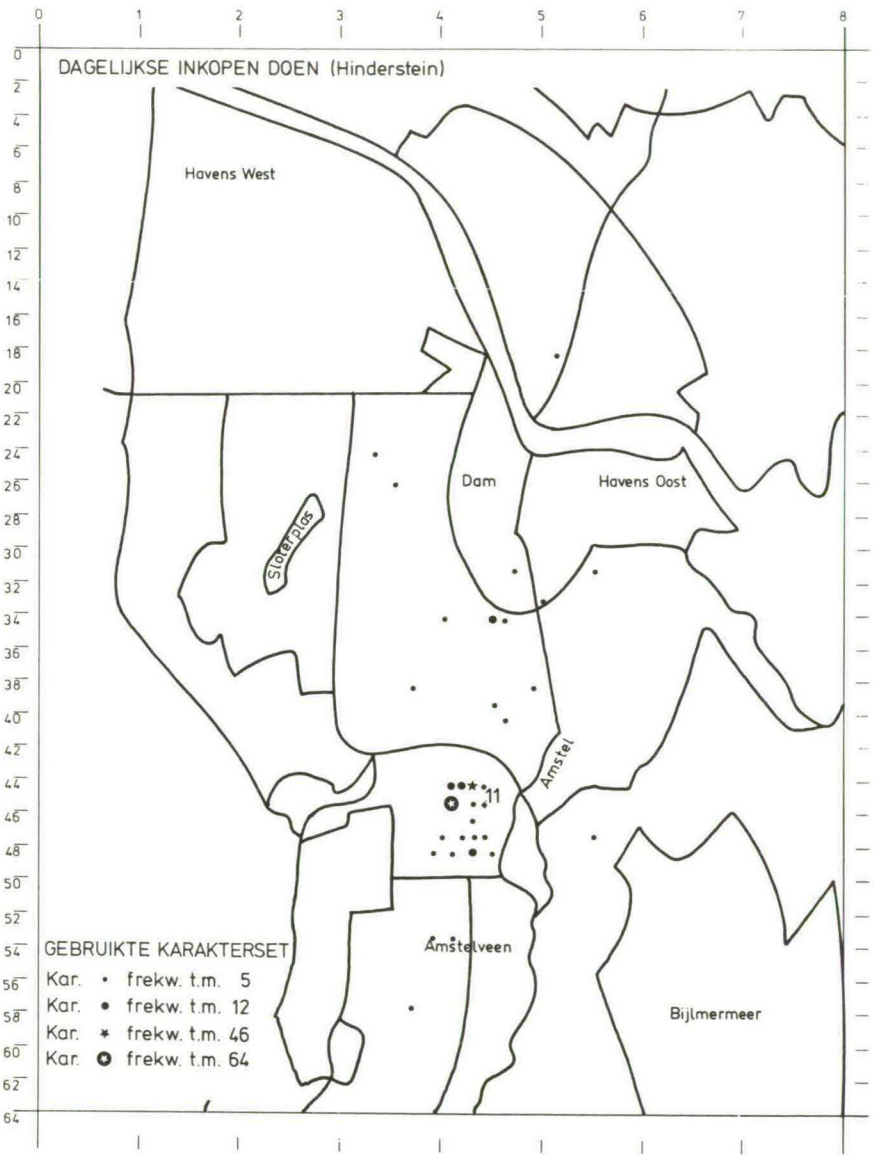 0 1 2 3 4 5 6 7 8
0
DAGELIJKSE INKOPEN DOEN (Hinderstein)
2
4
6
Havens West
8
10
12
14
16
18
20
22
24
Dam
Havens Oost
26
28
Sloterplas
30
32
34
36
38
40
42
Amstel
44
11
46
48
50
52
GEBRUIKTE KARAKTERSET
Amstelveen
54
Kar. • frekw. t.m. 5
56
Kar. ● frekw. t.m. 12
58
Bijlmermeer
Kar. ★ frekw. t.m. 46
60
Kar. ✪ frekw. t.m. 64
62
64